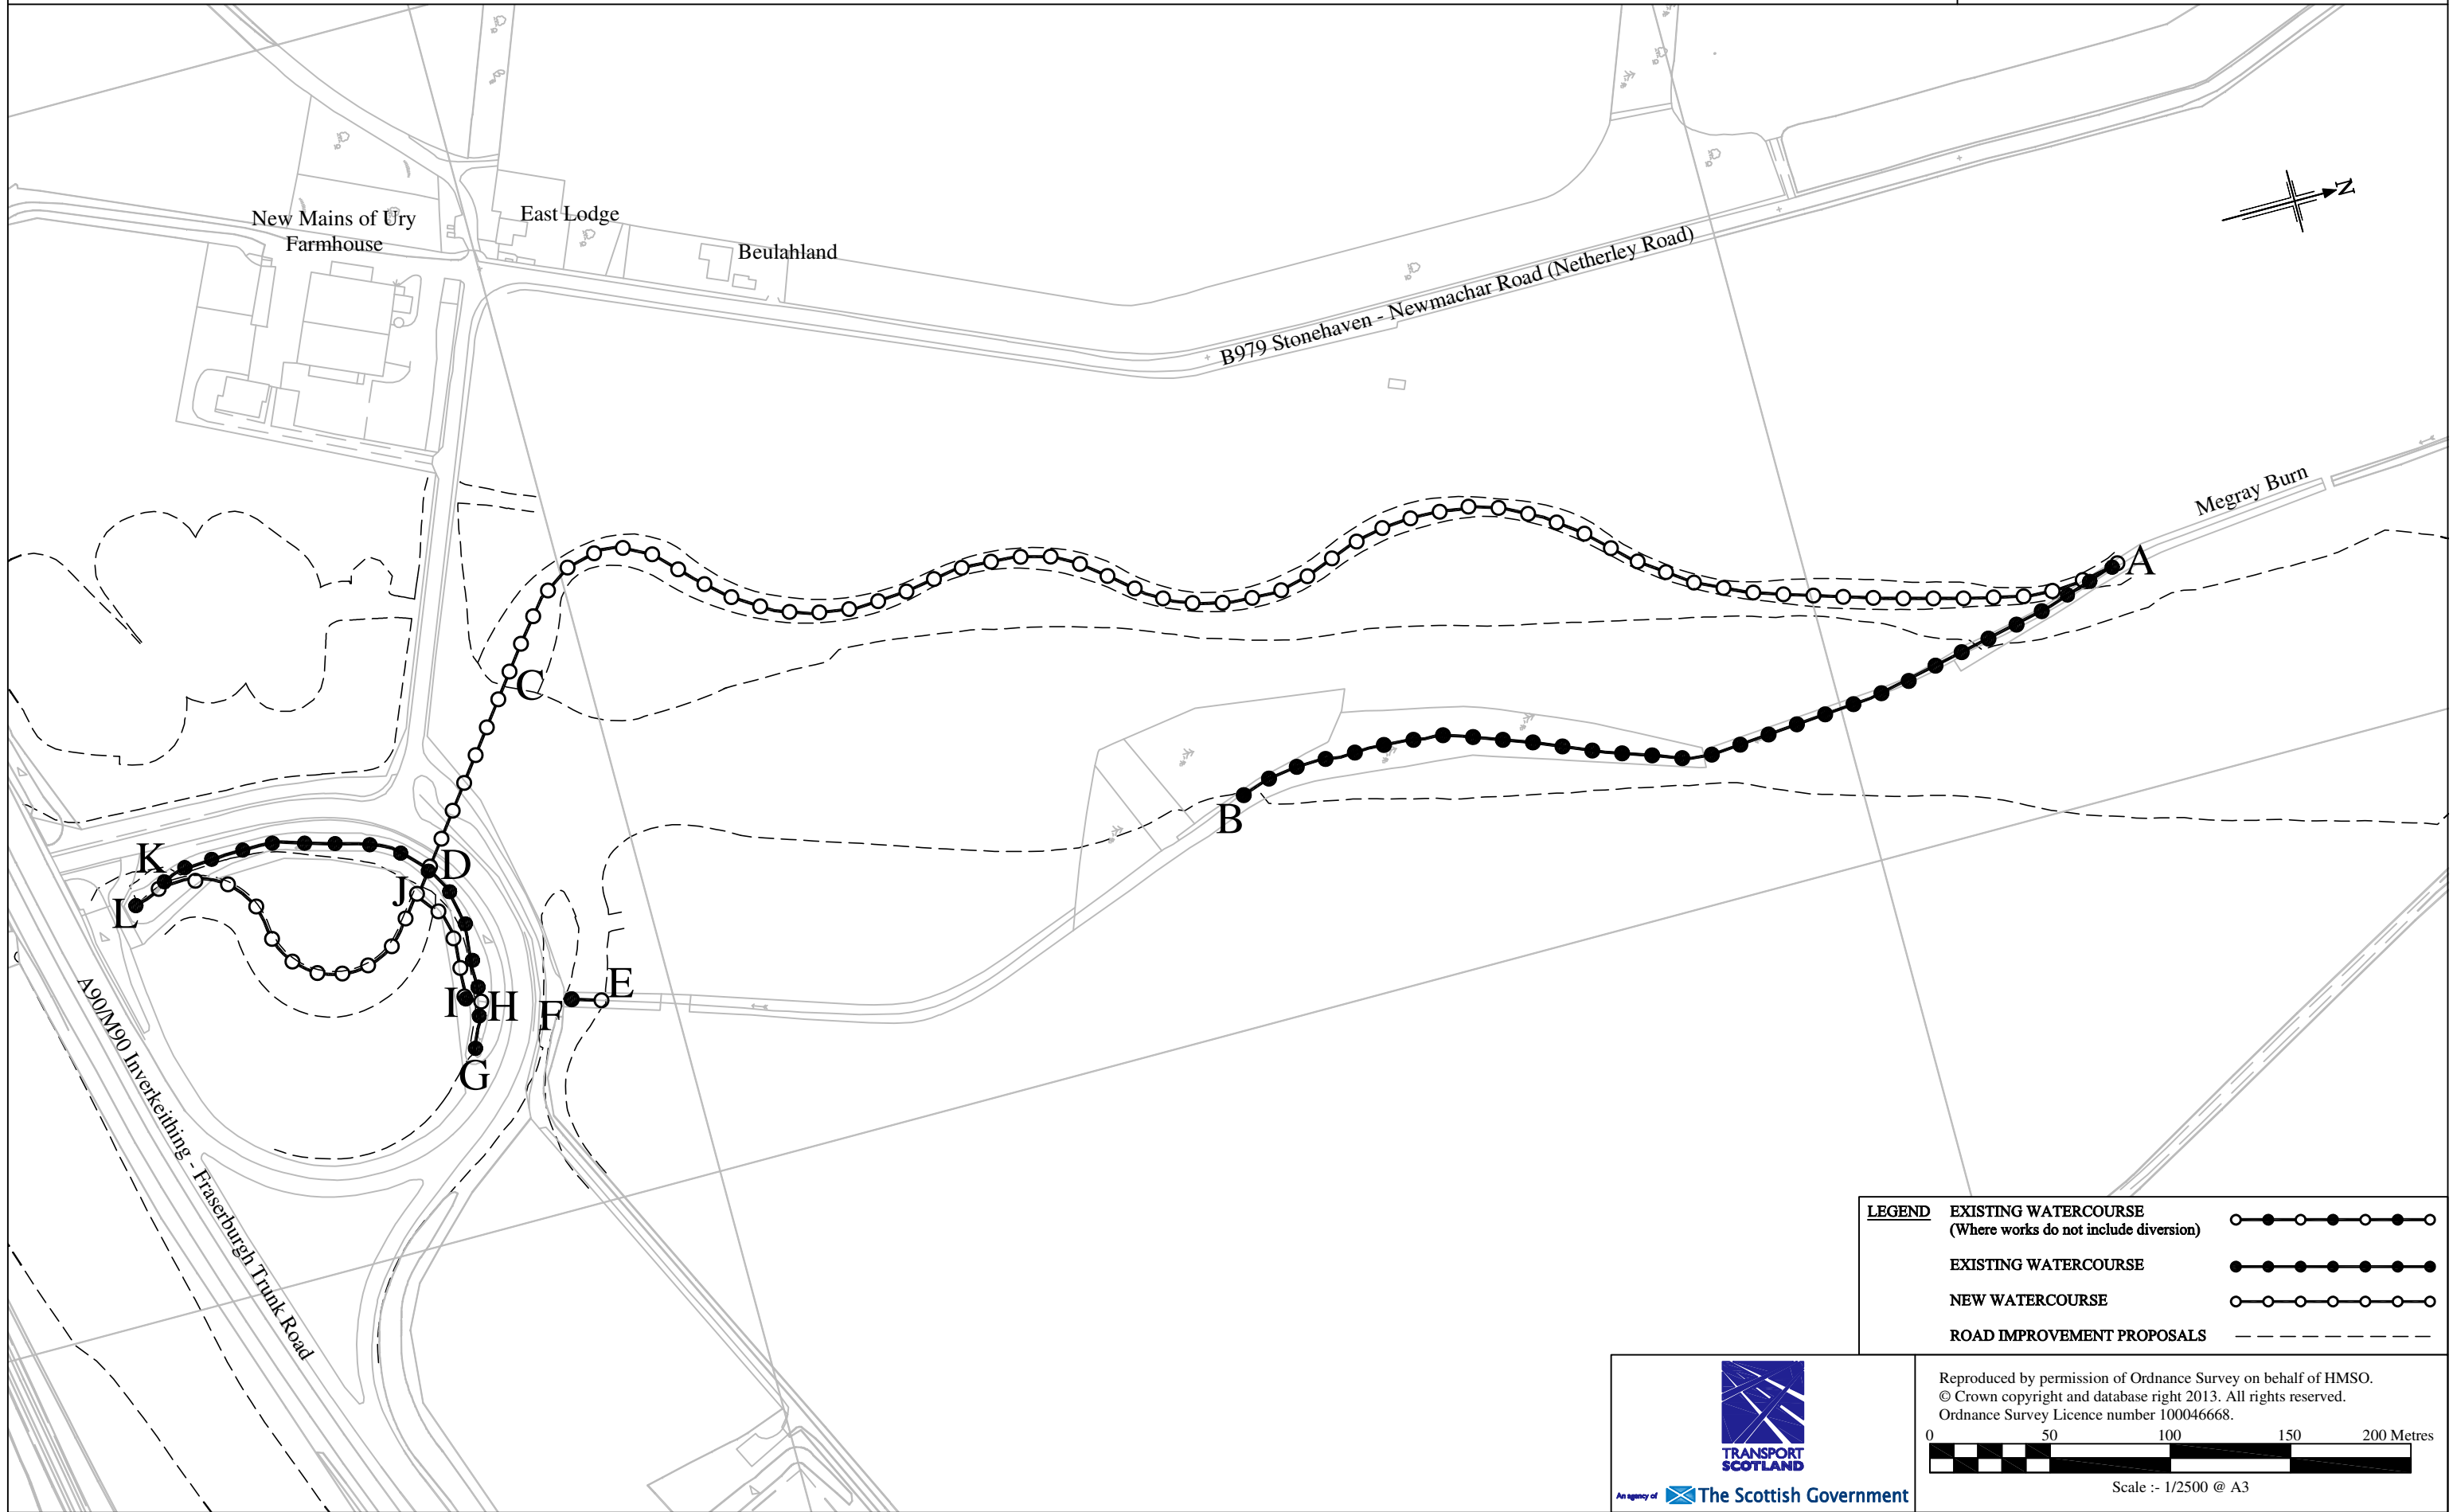 New Mains of Ury
Farmhouse
East Lodge
Beulahland
B979 Stonehaven - Newmachar Road (Netherley Road)
N
Megray Burn
A
C
B
K
D
J
L
E
I
H
F
G
A90/M90 Inverkeithing - Fraserburgh Trunk Road
LEGEND
EXISTING WATERCOURSE
(Where works do not include diversion)
EXISTING WATERCOURSE
NEW WATERCOURSE
ROAD IMPROVEMENT PROPOSALS
TRANSPORT
SCOTLAND
An agency of The Scottish Government
Reproduced by permission of Ordnance Survey on behalf of HMSO.
© Crown copyright and database right 2013. All rights reserved.
Ordnance Survey Licence number 100046668.
0 50 100 150 200 Metres
Scale :- 1/2500 @ A3